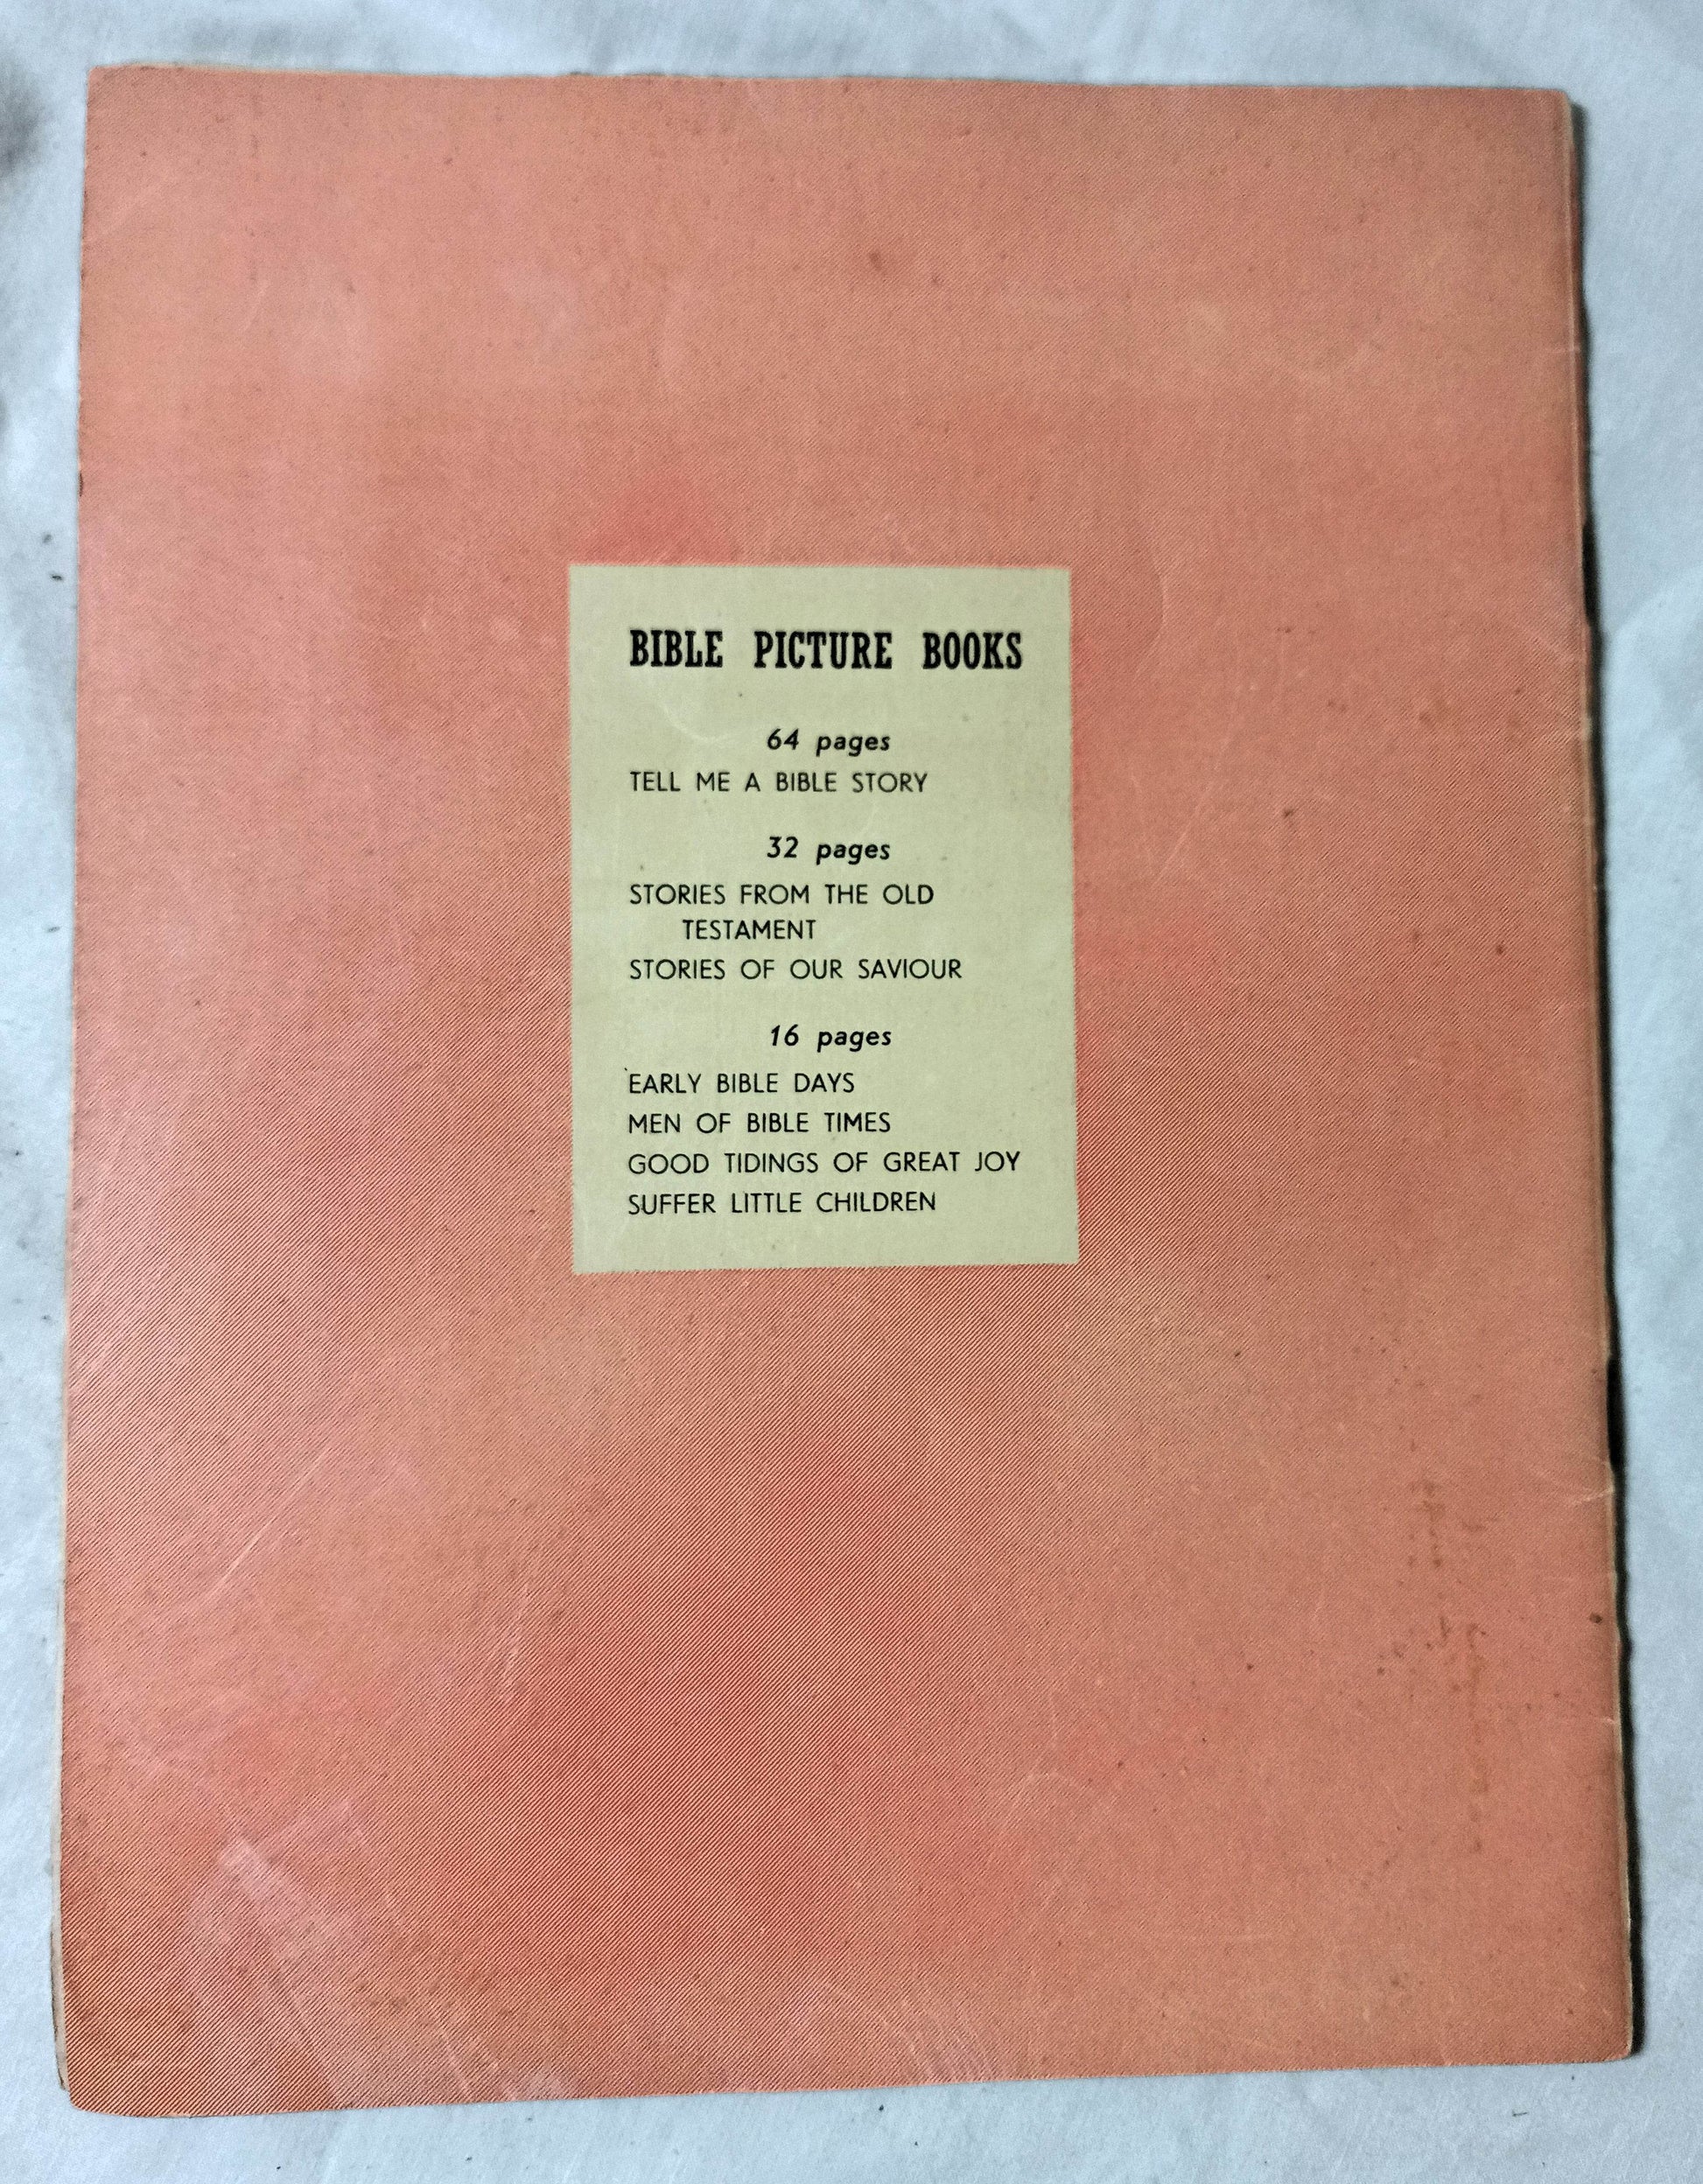 BIBLE PICTURE BOOKS
64 pages
TELL ME A BIBLE STORY
32 pages
STORIES FROM THE OLD
TESTAMENT
STORIES OF OUR SAVIOUR
16 pages
EARLY BIBLE DAYS
MEN OF BIBLE TIMES
GOOD TIDINGS OF GREAT JOY
SUFFER LITTLE CHILDREN